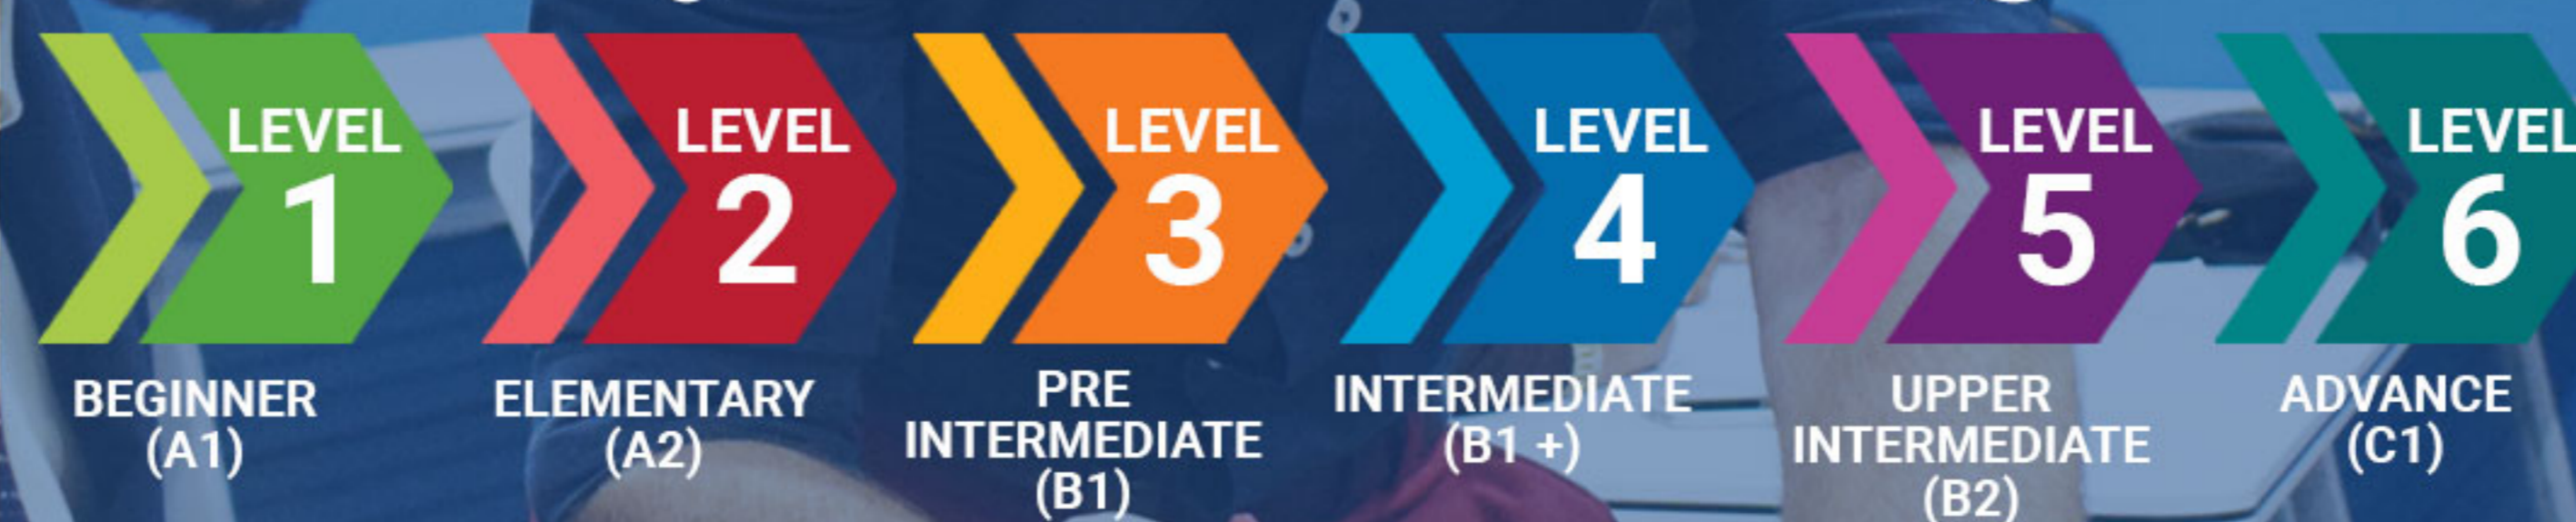 LEVEL
1
BEGINNER
(A1)
LEVEL
2
ELEMENTARY
(A2)
LEVEL
3
PRE
INTERMEDIATE
(B1)
LEVEL
4
INTERMEDIATE
(B1 +)
LEVEL
5
UPPER
INTERMEDIATE
(B2)
LEVEL
6
ADVANCE
(C1)